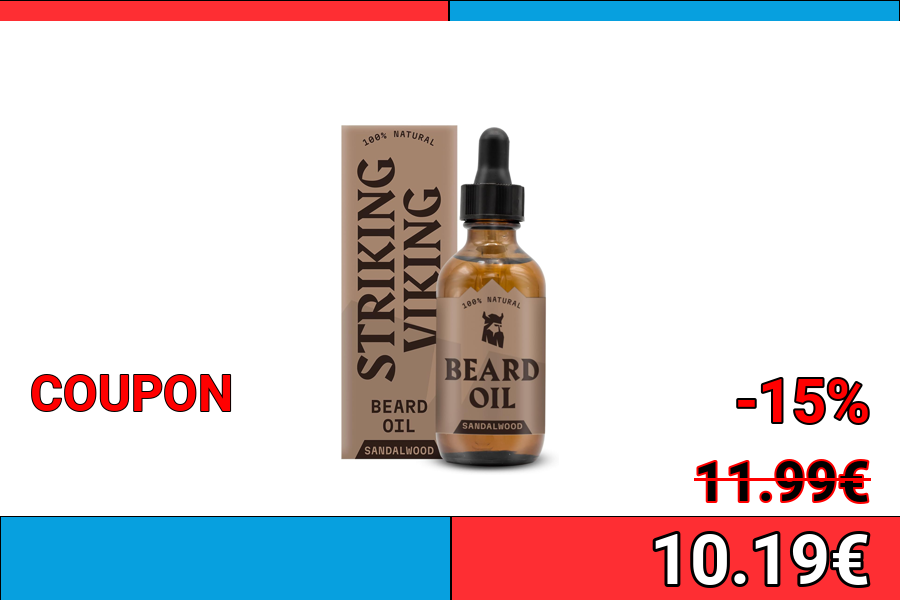 100% NATURAL
STRIKING
VIKING
BEARD
OIL
SANDALWOOD
100% NATURAL
BEARD
OIL
SANDALWOOD
COUPON
-15%
11.99€
10.19€